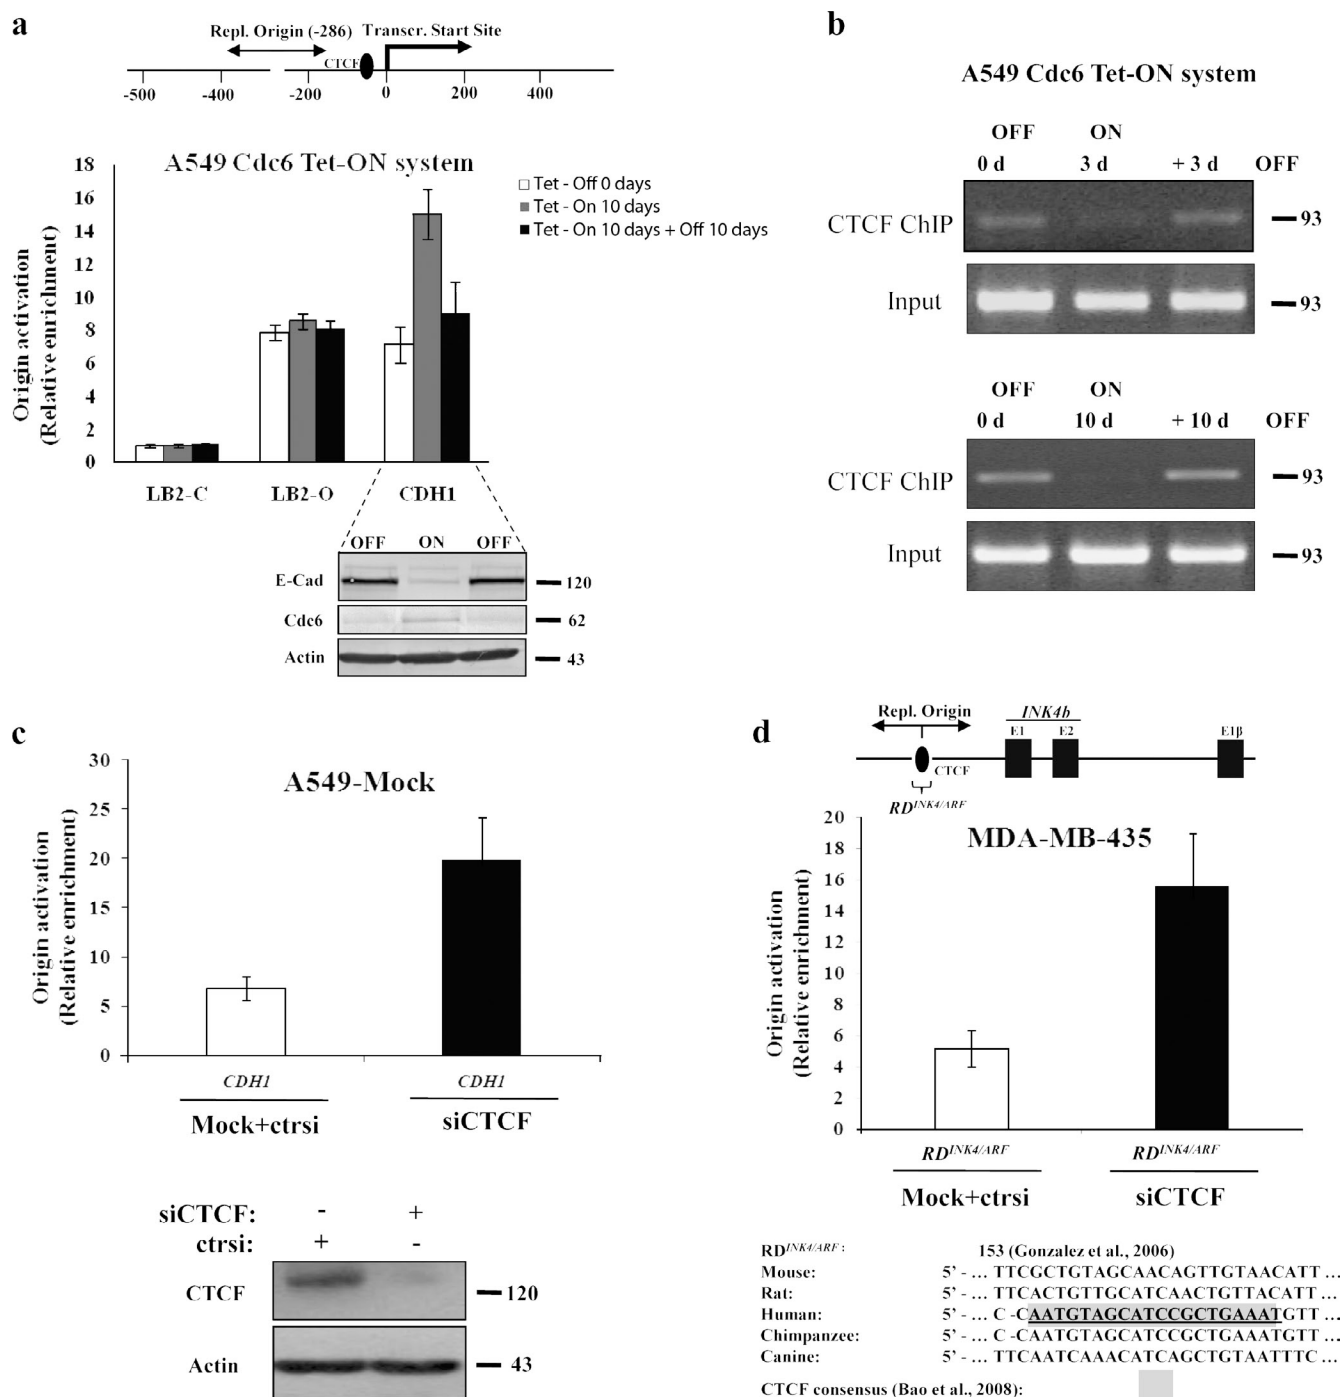 a
Repl. Origin (-286)
Transcr. Start Site
CTCF
-500 -400 -200 0 200 400
A549 Cdc6 Tet-ON system
Tet - Off 0 days
Tet - On 10 days
Tet - On 10 days + Off 10 days
Origin activation
(Relative enrichment)
18
16
14
12
10
8
6
4
2
0
LB2-C LB2-O CDH1
OFF ON OFF
E-Cad 120
Cdc6 62
Actin 43
b
A549 Cdc6 Tet-ON system
OFF ON
0 d 3 d + 3 d OFF
CTCF ChIP 93
Input 93
OFF ON
0 d 10 d + 10 d OFF
CTCF ChIP 93
Input 93
c
A549-Mock
Origin activation
(Relative enrichment)
30
25
20
15
10
5
0
CDH1 CDH1
Mock+ctrsi siCTCF
siCTCF: - +
ctrsi: + -
CTCF 120
Actin 43
d
Repl. Origin
INK4b
E1 E2 E1β
CTCF
RD^INK4/ARF
MDA-MB-435
Origin activation
(Relative enrichment)
20
18
16
14
12
10
8
6
4
2
0
RD^INK4/ARF RD^INK4/ARF
Mock+ctrsi siCTCF
RD^INK4/ARF: 153 (Gonzalez et al., 2006)
Mouse: 5' - ... TTCGCTGTAGCAACAGTTGTAACATT ...
Rat: 5' - ... TTCACTGTTGCATCAACTGTTACATT ...
Human: 5' - ... C -CAATGTAGCATCCGCTGAAATGTT ...
Chimpanzee: 5' - ... C -CAATGTAGCATCCGCTGAAATGTT ...
Canine: 5' - ... TTCAATCAAACATCAGCTGTAATTTC ...
CTCF consensus (Bao et al., 2008):